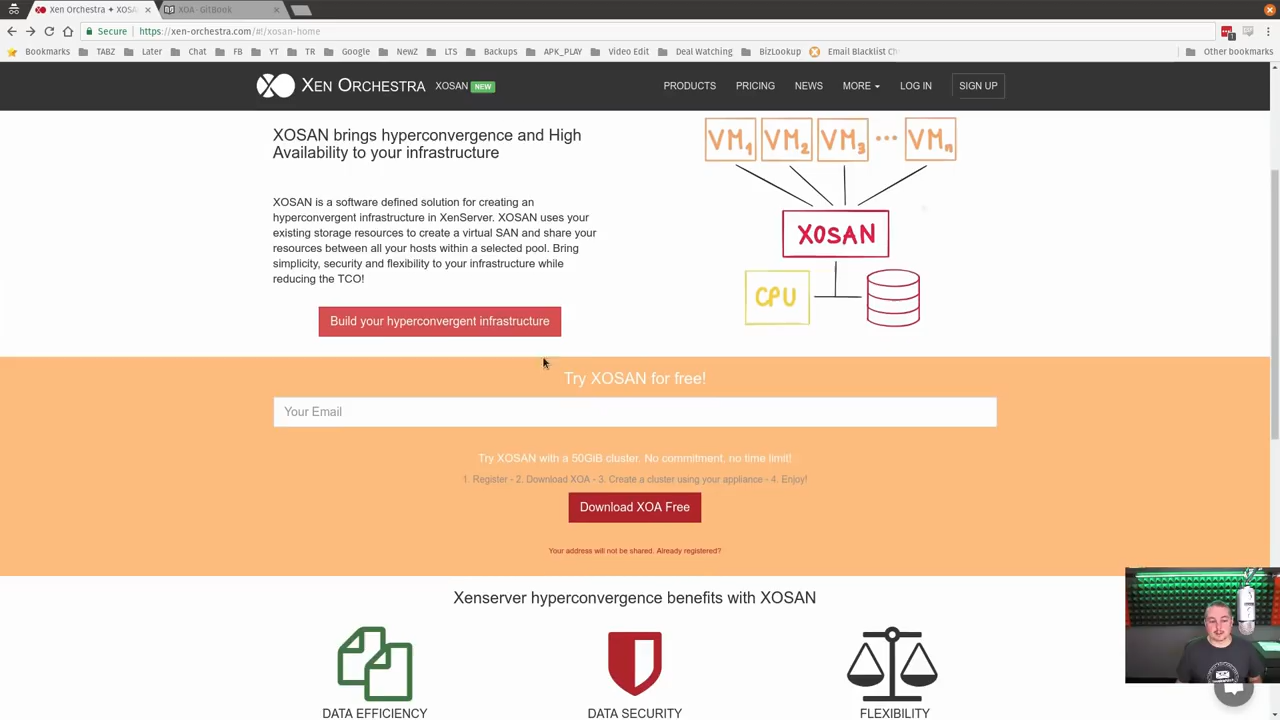 Xen Orchestra ✦ XOSA
XOA · GitBook
Secure
https://xen-orchestra.com/#!/xosan-home
Bookmarks
TABZ
Later
Chat
FB
YT
TR
Google
NewZ
LTS
Backups
APK_PLAY
Video Edit
Deal Watching
BizLookup
Email Blacklist Ch
Other bookmarks
XEN ORCHESTRA
XOSAN NEW
PRODUCTS
PRICING
NEWS
MORE
LOG IN
SIGN UP
XOSAN brings hyperconvergence and High
Availability to your infrastructure
XOSAN is a software defined solution for creating an
hyperconvergent infrastructure in XenServer. XOSAN uses your
existing storage resources to create a virtual SAN and share your
resources between all your hosts within a selected pool. Bring
simplicity, security and flexibility to your infrastructure while
reducing the TCO!
Build your hyperconvergent infrastructure
VM1 VM2 VM3 ... VMn
XOSAN
CPU
Try XOSAN for free!
Your Email
Try XOSAN with a 50GiB cluster. No commitment, no time limit!
1. Register - 2. Download XOA - 3. Create a cluster using your appliance - 4. Enjoy!
Download XOA Free
Your address will not be shared. Already registered?
Xenserver hyperconvergence benefits with XOSAN
DATA EFFICIENCY
DATA SECURITY
FLEXIBILITY